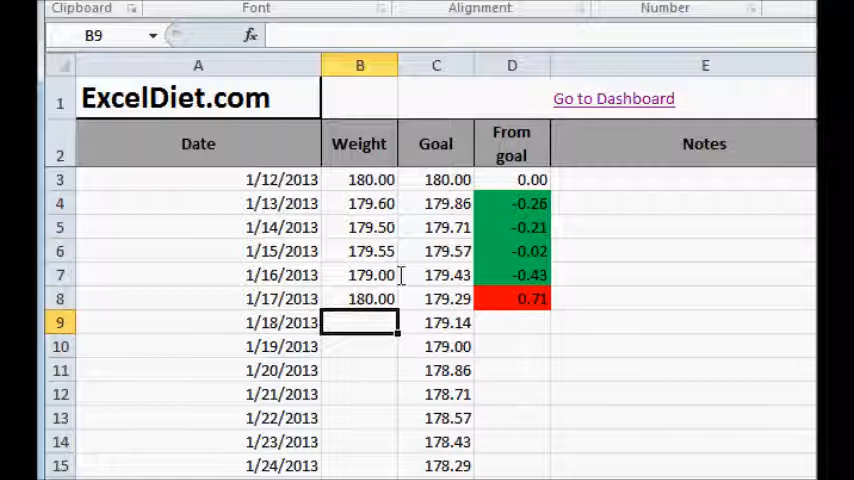 Clipboard Font Alignment Number
B9 fx
A B C D E
1 ExcelDiet.com Go to Dashboard
2 Date Weight Goal From goal Notes
3 1/12/2013 180.00 180.00 0.00
4 1/13/2013 179.60 179.86 -0.26
5 1/14/2013 179.50 179.71 -0.21
6 1/15/2013 179.55 179.57 -0.02
7 1/16/2013 179.00 179.43 -0.43
8 1/17/2013 180.00 179.29 0.71
9 1/18/2013 179.14
10 1/19/2013 179.00
11 1/20/2013 178.86
12 1/21/2013 178.71
13 1/22/2013 178.57
14 1/23/2013 178.43
15 1/24/2013 178.29